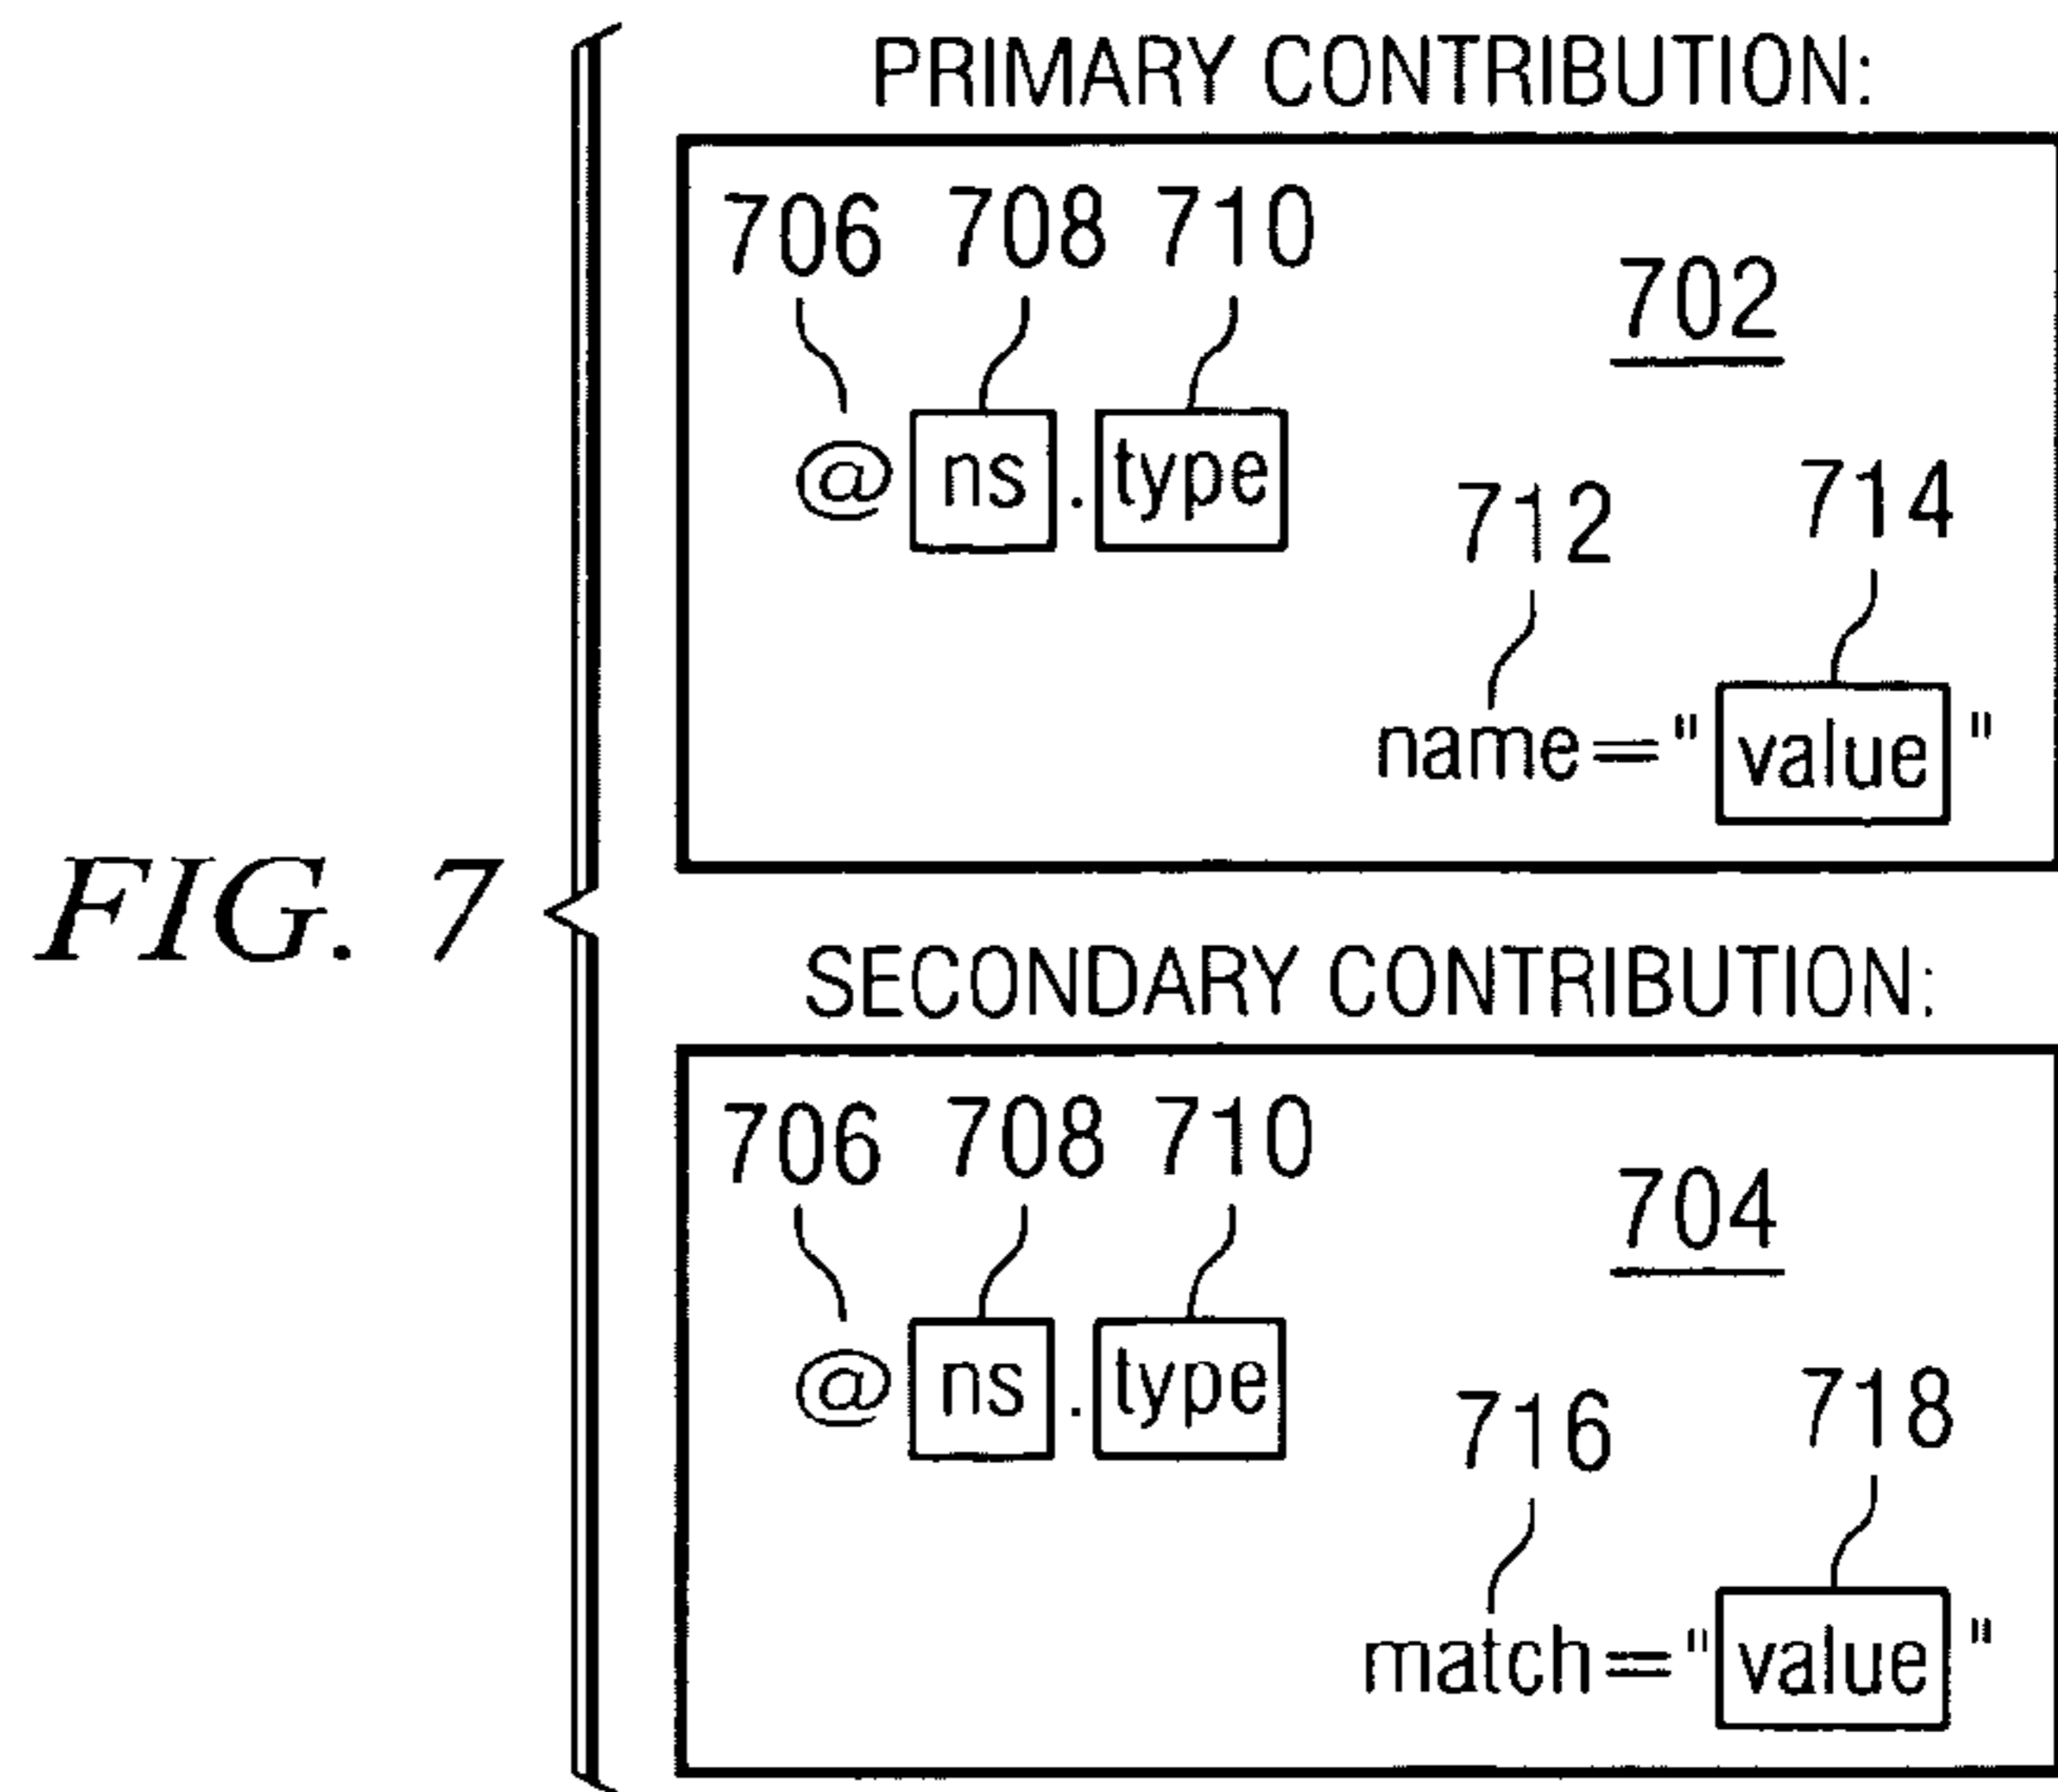 PRIMARY CONTRIBUTION:
706 708 710
702
@ ns . type
712 714
name=" value "
FIG. 7
SECONDARY CONTRIBUTION:
706 708 710
704
@ ns . type
716 718
match=" value "